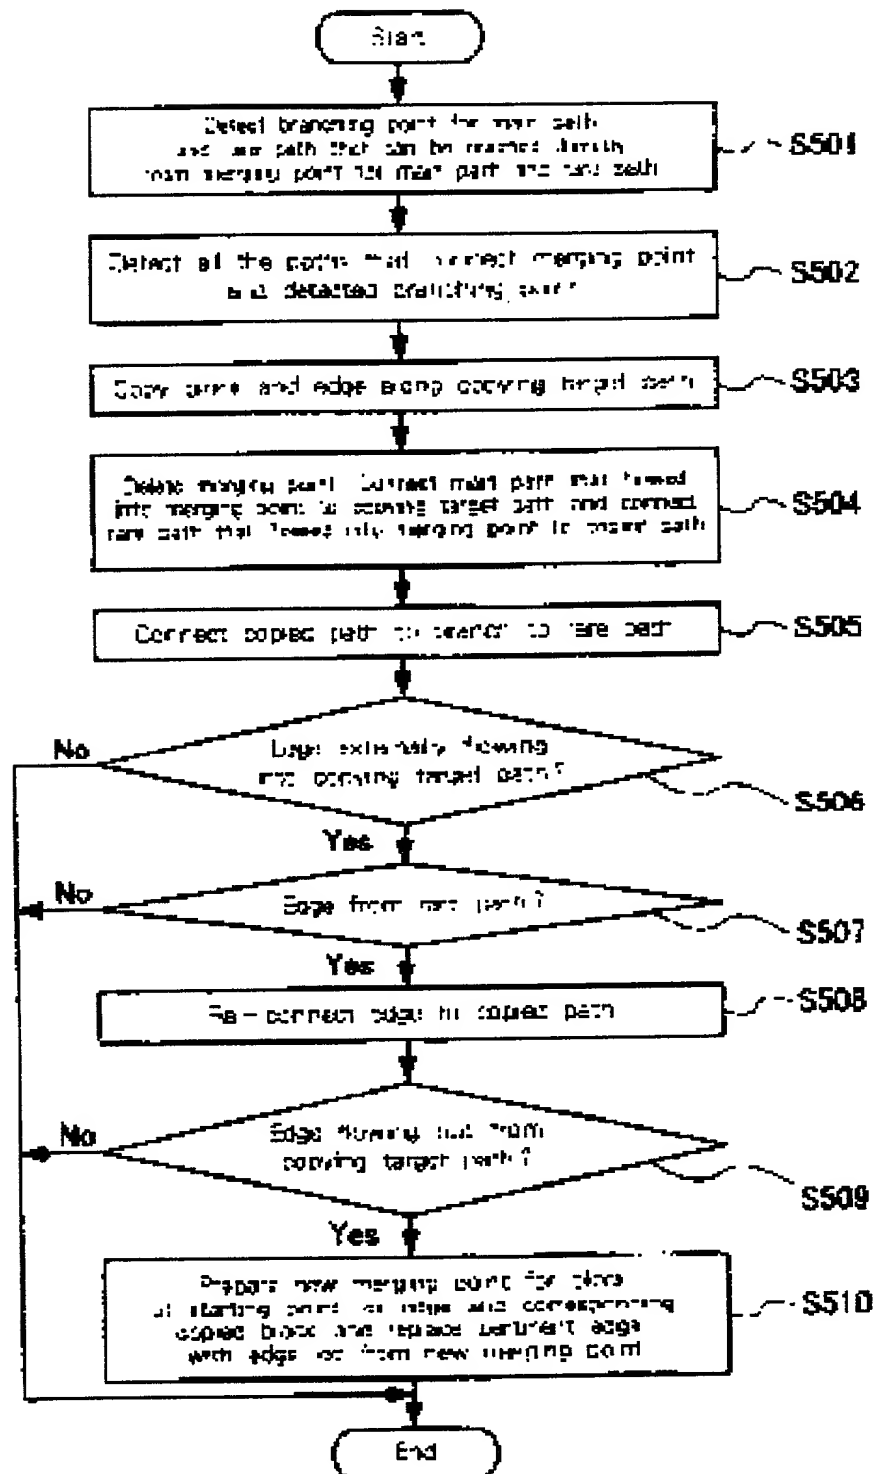 Start
Detect branching point for main path
and rare path that can be reached directly
from merging point for main path and rare path
S501
Detect all the paths that connect merging point
and detected branching point
S502
Copy and edge along copying target path
S503
Delete merging point. Connect main path that flowed
into merging point to copying target path and connect
rare path that flowed into merging point to copied path
S504
Connect copied path to branch to rare path
S505
Edge externally flowing
into copying target path?
No
S506
Yes
Edge from rare path?
No
S507
Yes
Re-connect edge to copied path
S508
Edge flowing out from
copying target path?
No
S509
Yes
Prepare new merging point for block
at starting point of edge and corresponding
copied block and replace pertinent edge
with edge from new merging point
S510
End